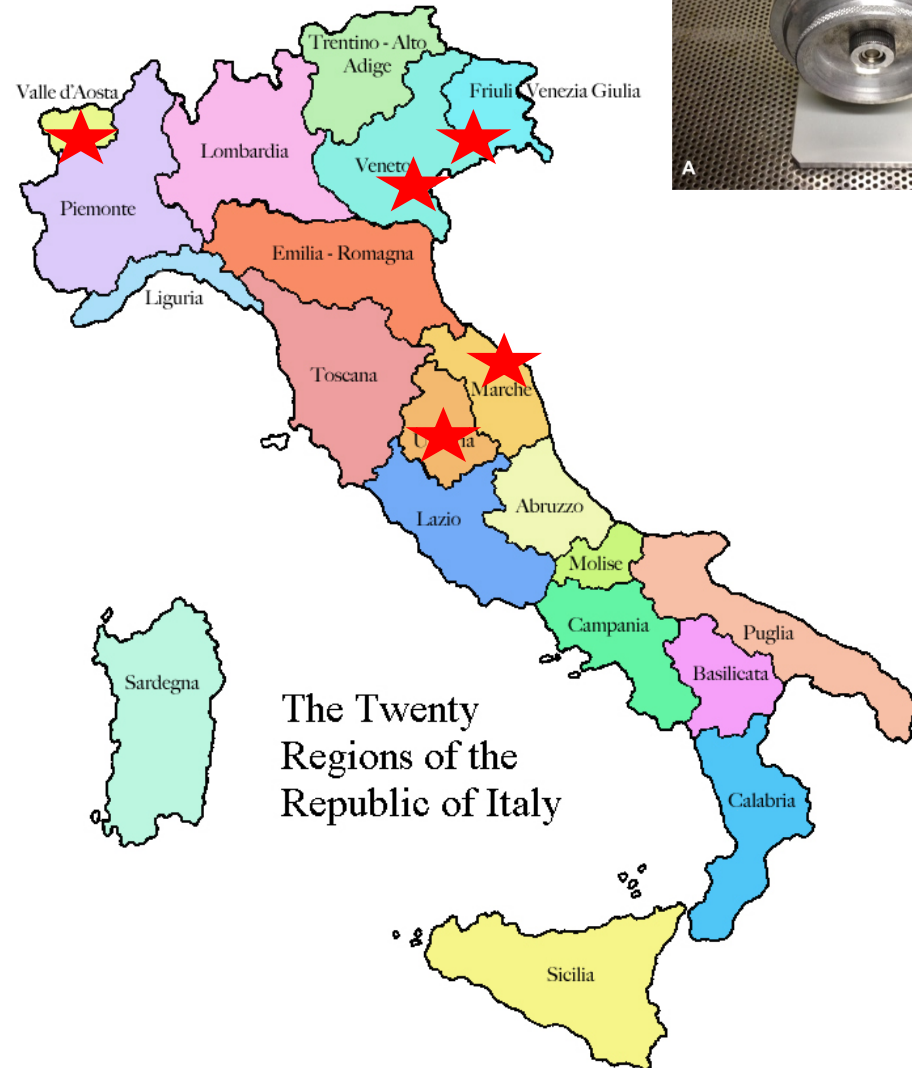 Trentino - Alto
Adige
Valle d'Aosta
Friuli Venezia Giulia
A
Lombardia
Veneto
Piemonte
Emilia - Romagna
Liguria
Toscana
Marche
Lazio
Abruzzo
Molise
Campania
Puglia
Basilicata
Sardegna
The Twenty
Regions of the
Republic of Italy
Calabria
Sicilia